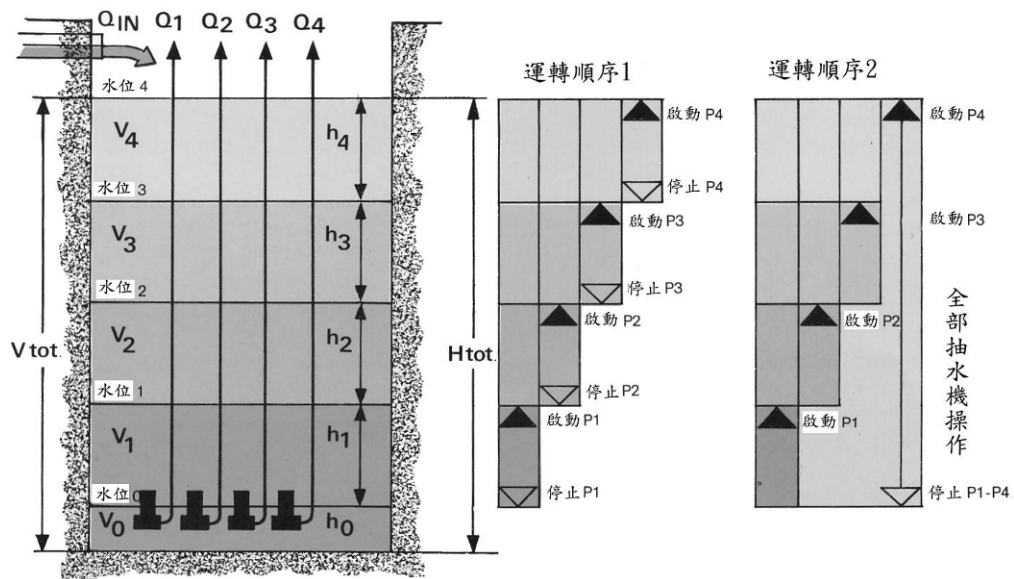 QIN Q1 Q2 Q3 Q4
水位 4
V4 h4
水位 3
V3 h3
水位 2
V2 h2
水位 1
V1 h1
水位 0
V0 h0
V tot.
H tot.
運轉順序1
啟動 P4
停止 P4
啟動 P3
停止 P3
啟動 P2
停止 P2
啟動 P1
停止 P1
運轉順序2
啟動 P4
啟動 P3
啟動 P2
啟動 P1
停止 P1-P4
全部抽水機操作